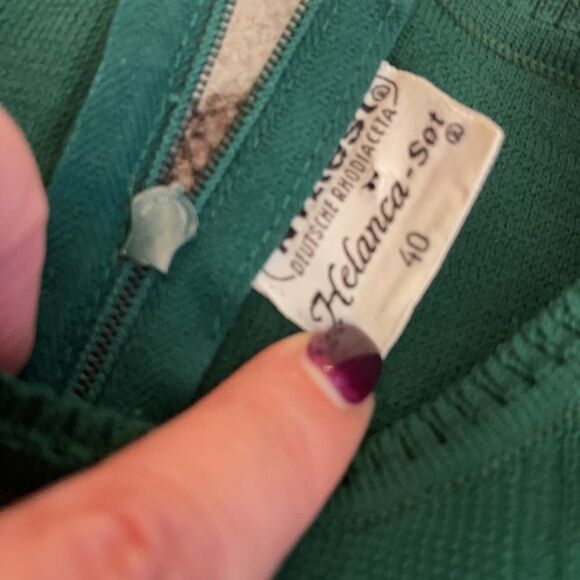 ®
DEUTSCHE RHODIACETA
Helanca-Sot ®
40